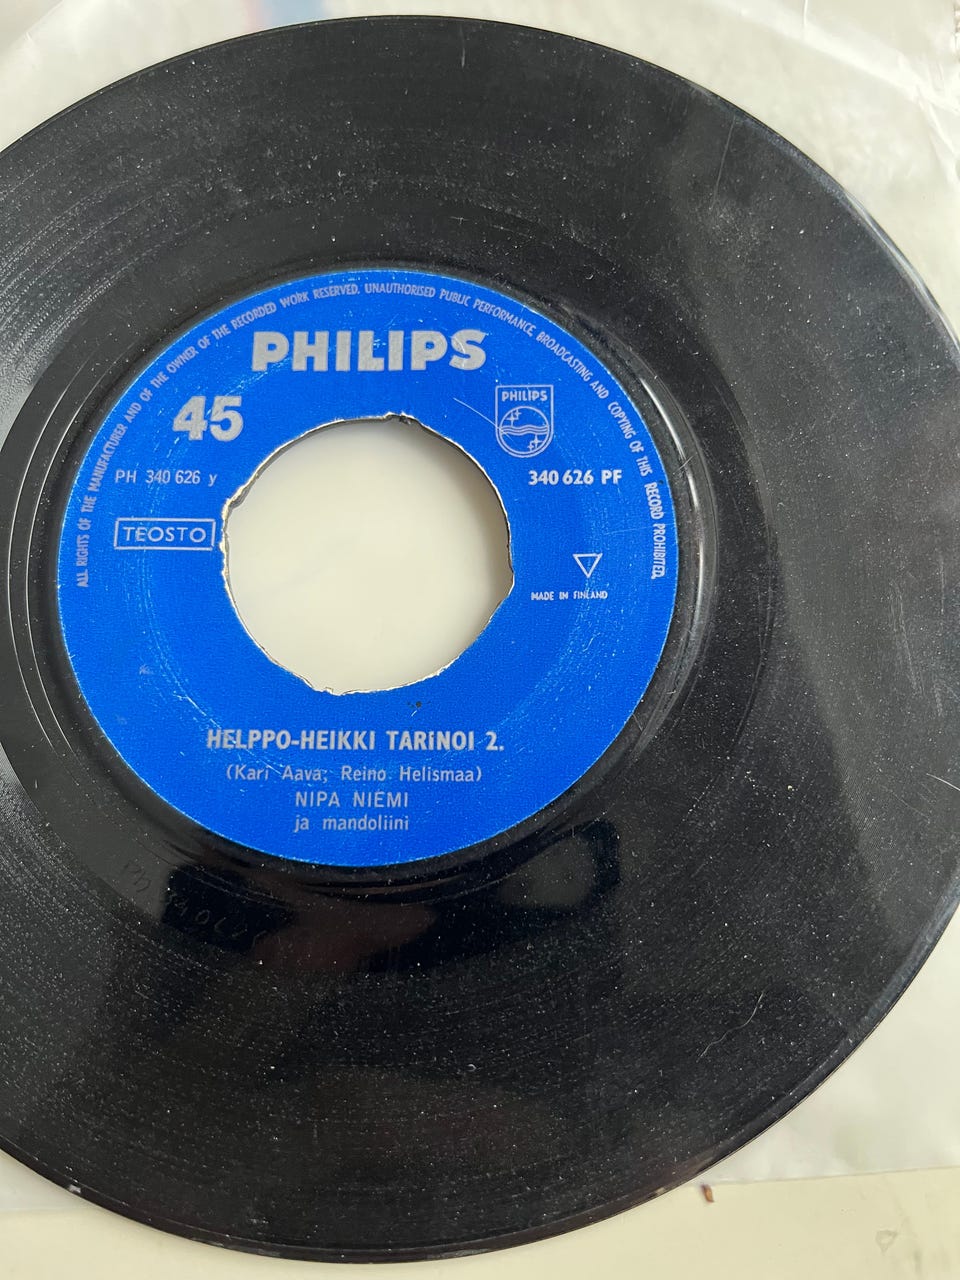 ALL RIGHTS OF THE MANUFACTURER AND OF THE OWNER OF THE RECORDED WORK RESERVED. UNAUTHORISED PUBLIC PERFORMANCE, BROADCASTING AND COPYING OF THIS RECORD PROHIBITED.
PHILIPS
45
PHILIPS
PH 340 626 y
340 626 PF
TEOSTO
MADE IN FINLAND
HELPPO-HEIKKI TARiNOI 2.
(Kari Aava; Reino Helismaa)
NIPA NIEMI
ja mandoliini